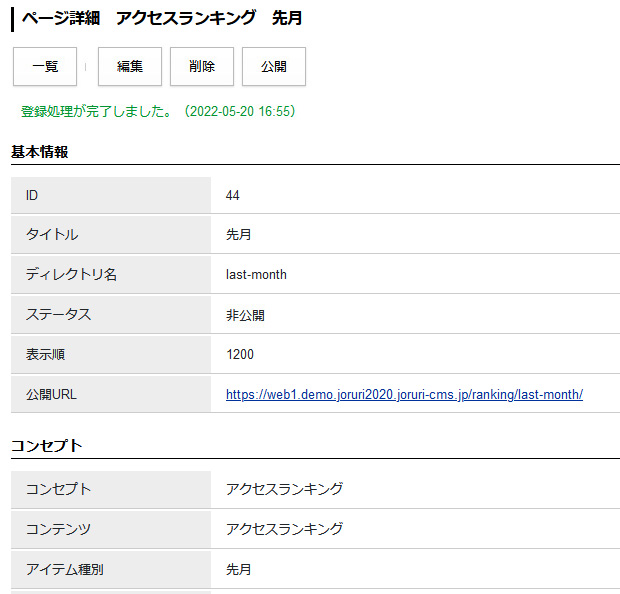 ページ詳細　アクセスランキング　先月
一覧 編集 削除 公開
登録処理が完了しました。（2022-05-20 16:55）
基本情報
ID 44
タイトル 先月
ディレクトリ名 last-month
ステータス 非公開
表示順 1200
公開URL https://web1.demo.joruri2020.joruri-cms.jp/ranking/last-month/
コンセプト
コンセプト アクセスランキング
コンテンツ アクセスランキング
アイテム種別 先月